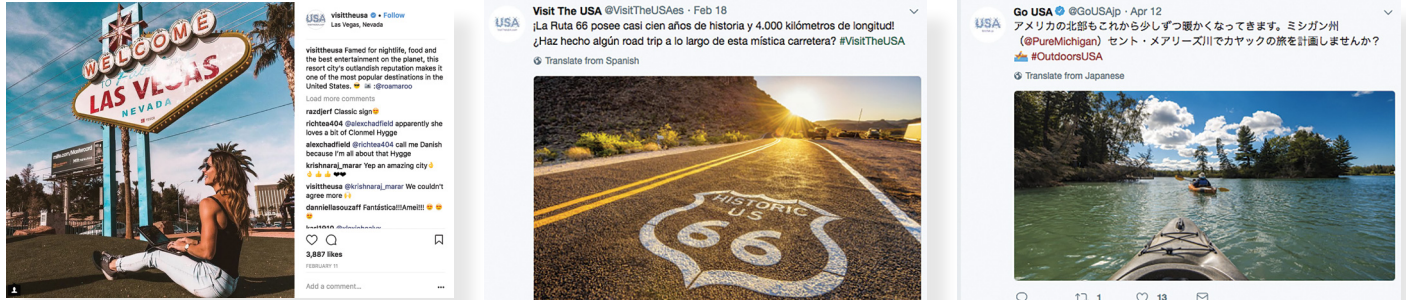 WELCOME
TO Fabulous
LAS VEGAS
NEVADA
USA
visittheusa • Follow
Las Vegas, Nevada
visittheusa Famed for nightlife, food and
the best entertainment on the planet, this
resort city's outlandish reputation makes it
one of the most popular destinations in the
United States. 😎 📷:@roamaroo
Load more comments
razdjerf Classic sign😍
richtea404 @alexchadfield apparently she
loves a bit of Clonmel Hygge
alexchadfield @richtea404 call me Danish
because I'm all about that Hygge
krishnaraj_marar Yep an amazing city👌
👌👍👍❤❤
visittheusa @krishnaraj_marar We couldn't
agree more 🙌
danniellasouzaff Fantástica!!!Amei!!! 😍 😍
😍
3,887 likes
FEBRUARY 11
Add a comment...
USA
Visit The USA @VisitTheUSAes · Feb 18
¡La Ruta 66 posee casi cien años de historia y 4.000 kilómetros de longitud!
¿Haz hecho algún road trip a lo largo de esta mística carretera? #VisitTheUSA
Translate from Spanish
HISTORIC
US
66
USA
Go USA @GoUSAjp · Apr 12
アメリカの北部もこれから少しずつ暖かくなってきます。ミシガン州
（@PureMichigan）セント・メアリーズ川でカヤックの旅を計画しませんか？
🚣 #OutdoorsUSA
Translate from Japanese
1
13